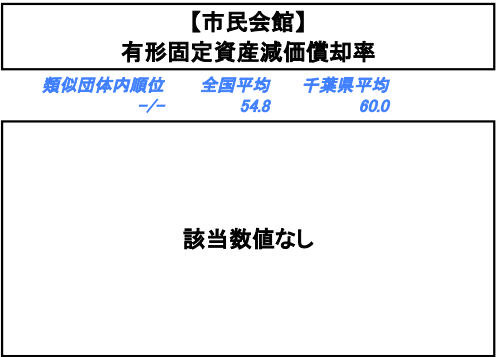 【市民会館】
有形固定資産減価償却率
類似団体内順位 全国平均 千葉県平均
-/- 54.8 60.0
該当数値なし